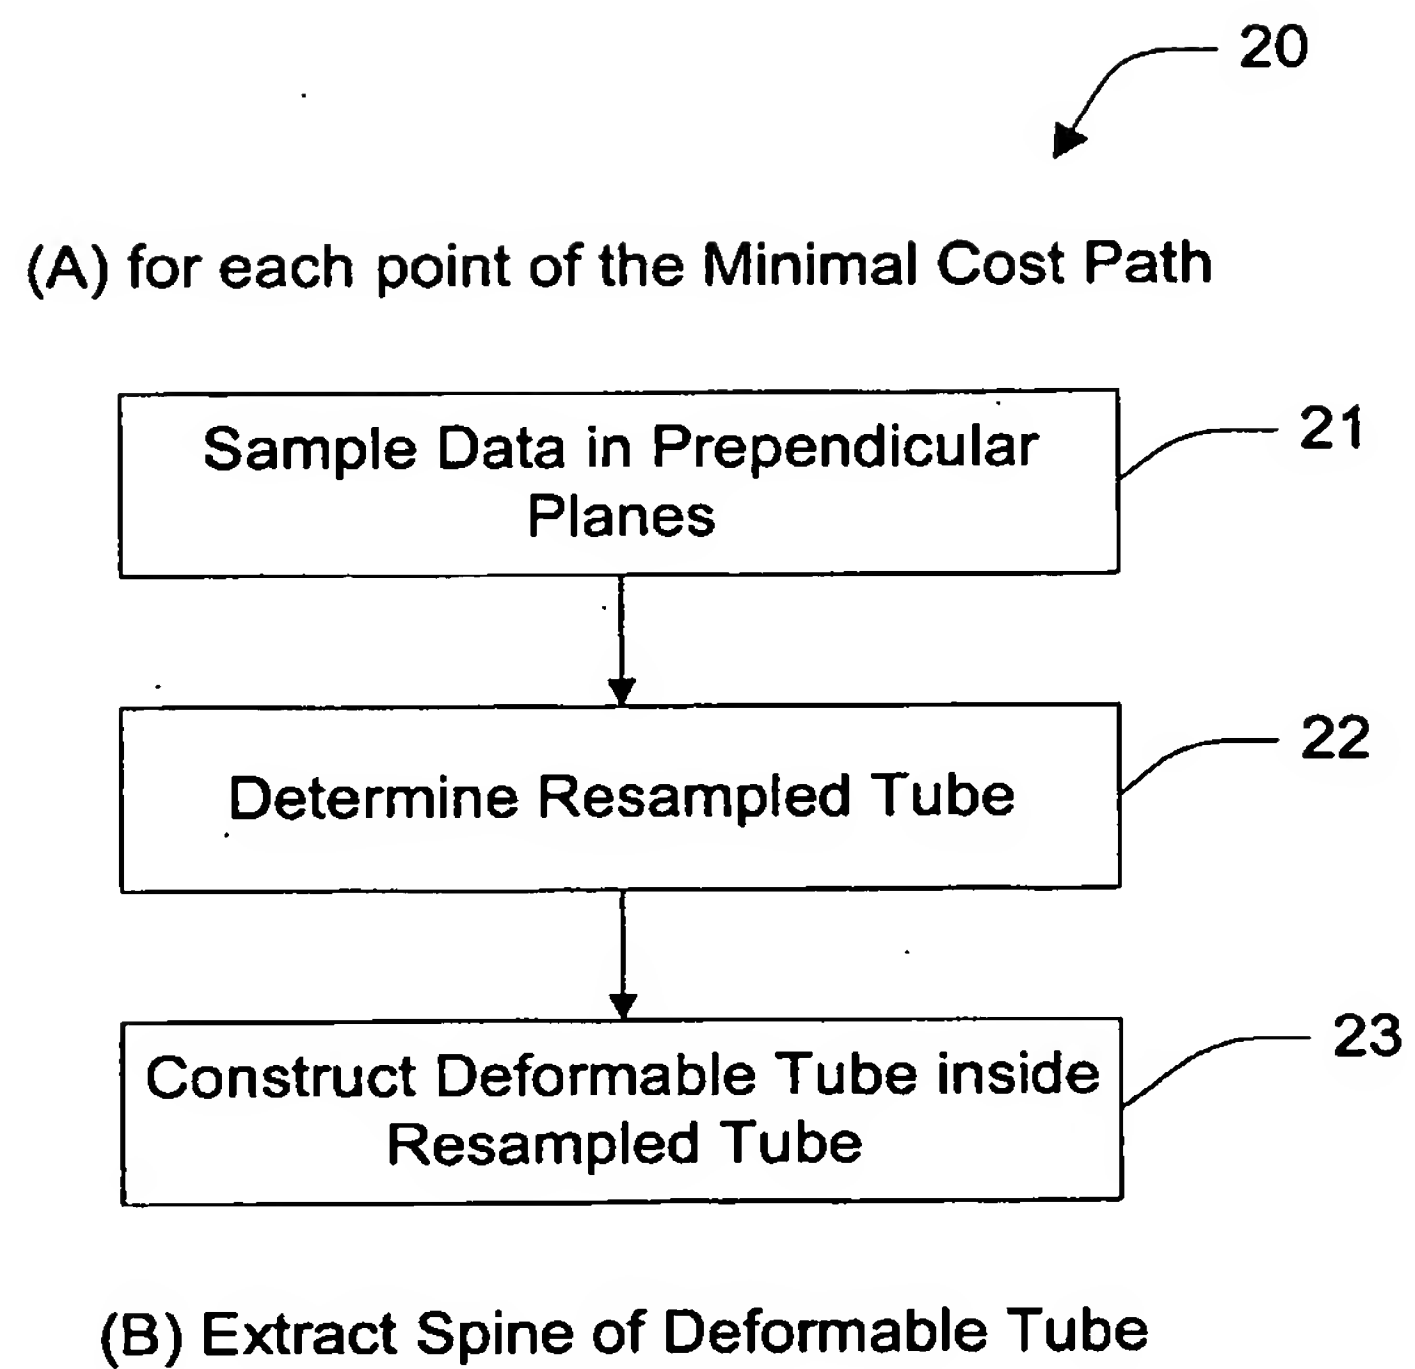 20
(A) for each point of the Minimal Cost Path
Sample Data in Prependicular
Planes
21
Determine Resampled Tube
22
Construct Deformable Tube inside
Resampled Tube
23
(B) Extract Spine of Deformable Tube